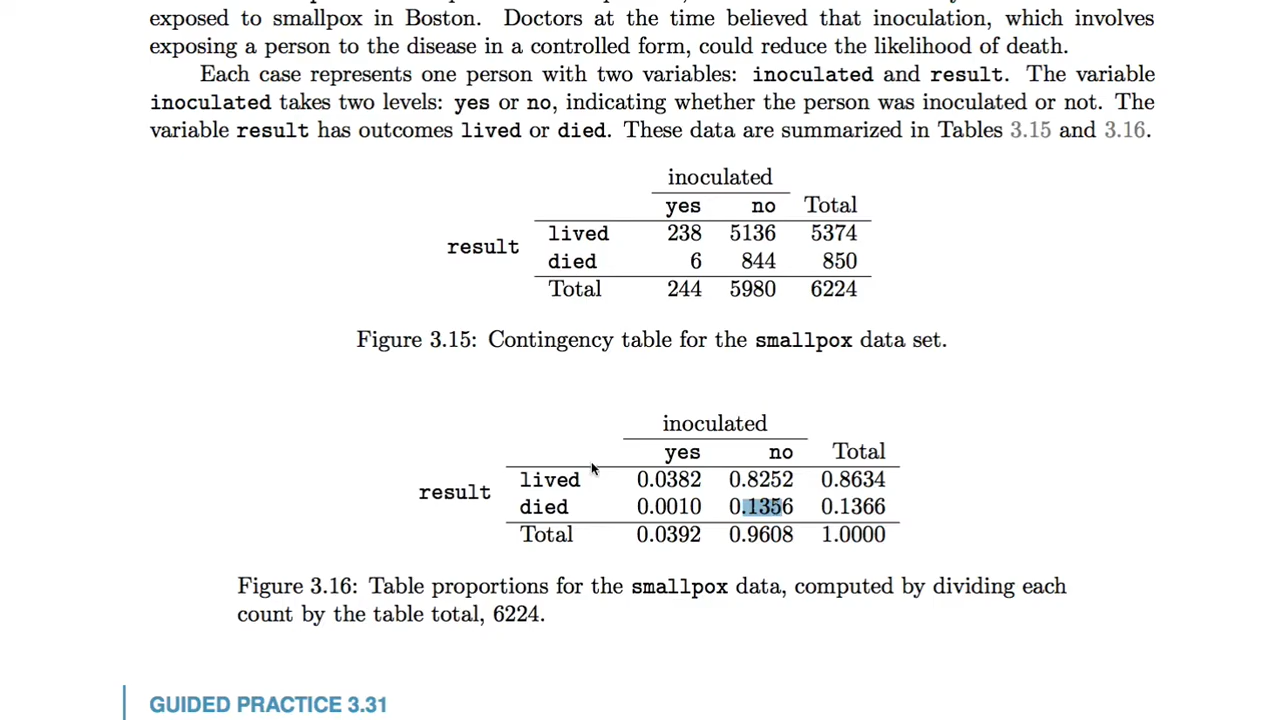 exposed to smallpox in Boston. Doctors at the time believed that inoculation, which involves
exposing a person to the disease in a controlled form, could reduce the likelihood of death.
Each case represents one person with two variables: inoculated and result. The variable
inoculated takes two levels: yes or no, indicating whether the person was inoculated or not. The
variable result has outcomes lived or died. These data are summarized in Tables 3.15 and 3.16.
inoculated
yes no Total
result
lived 238 5136 5374
died 6 844 850
Total 244 5980 6224
Figure 3.15: Contingency table for the smallpox data set.
inoculated
yes no Total
result
lived 0.0382 0.8252 0.8634
died 0.0010 0.1356 0.1366
Total 0.0392 0.9608 1.0000
Figure 3.16: Table proportions for the smallpox data, computed by dividing each
count by the table total, 6224.
GUIDED PRACTICE 3.31